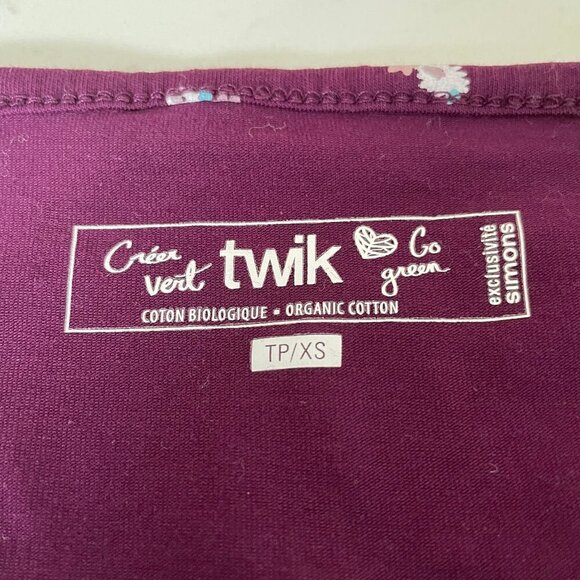 Créer vert
twik
Go green
COTON BIOLOGIQUE • ORGANIC COTTON
exclusivité
simons
TP/XS